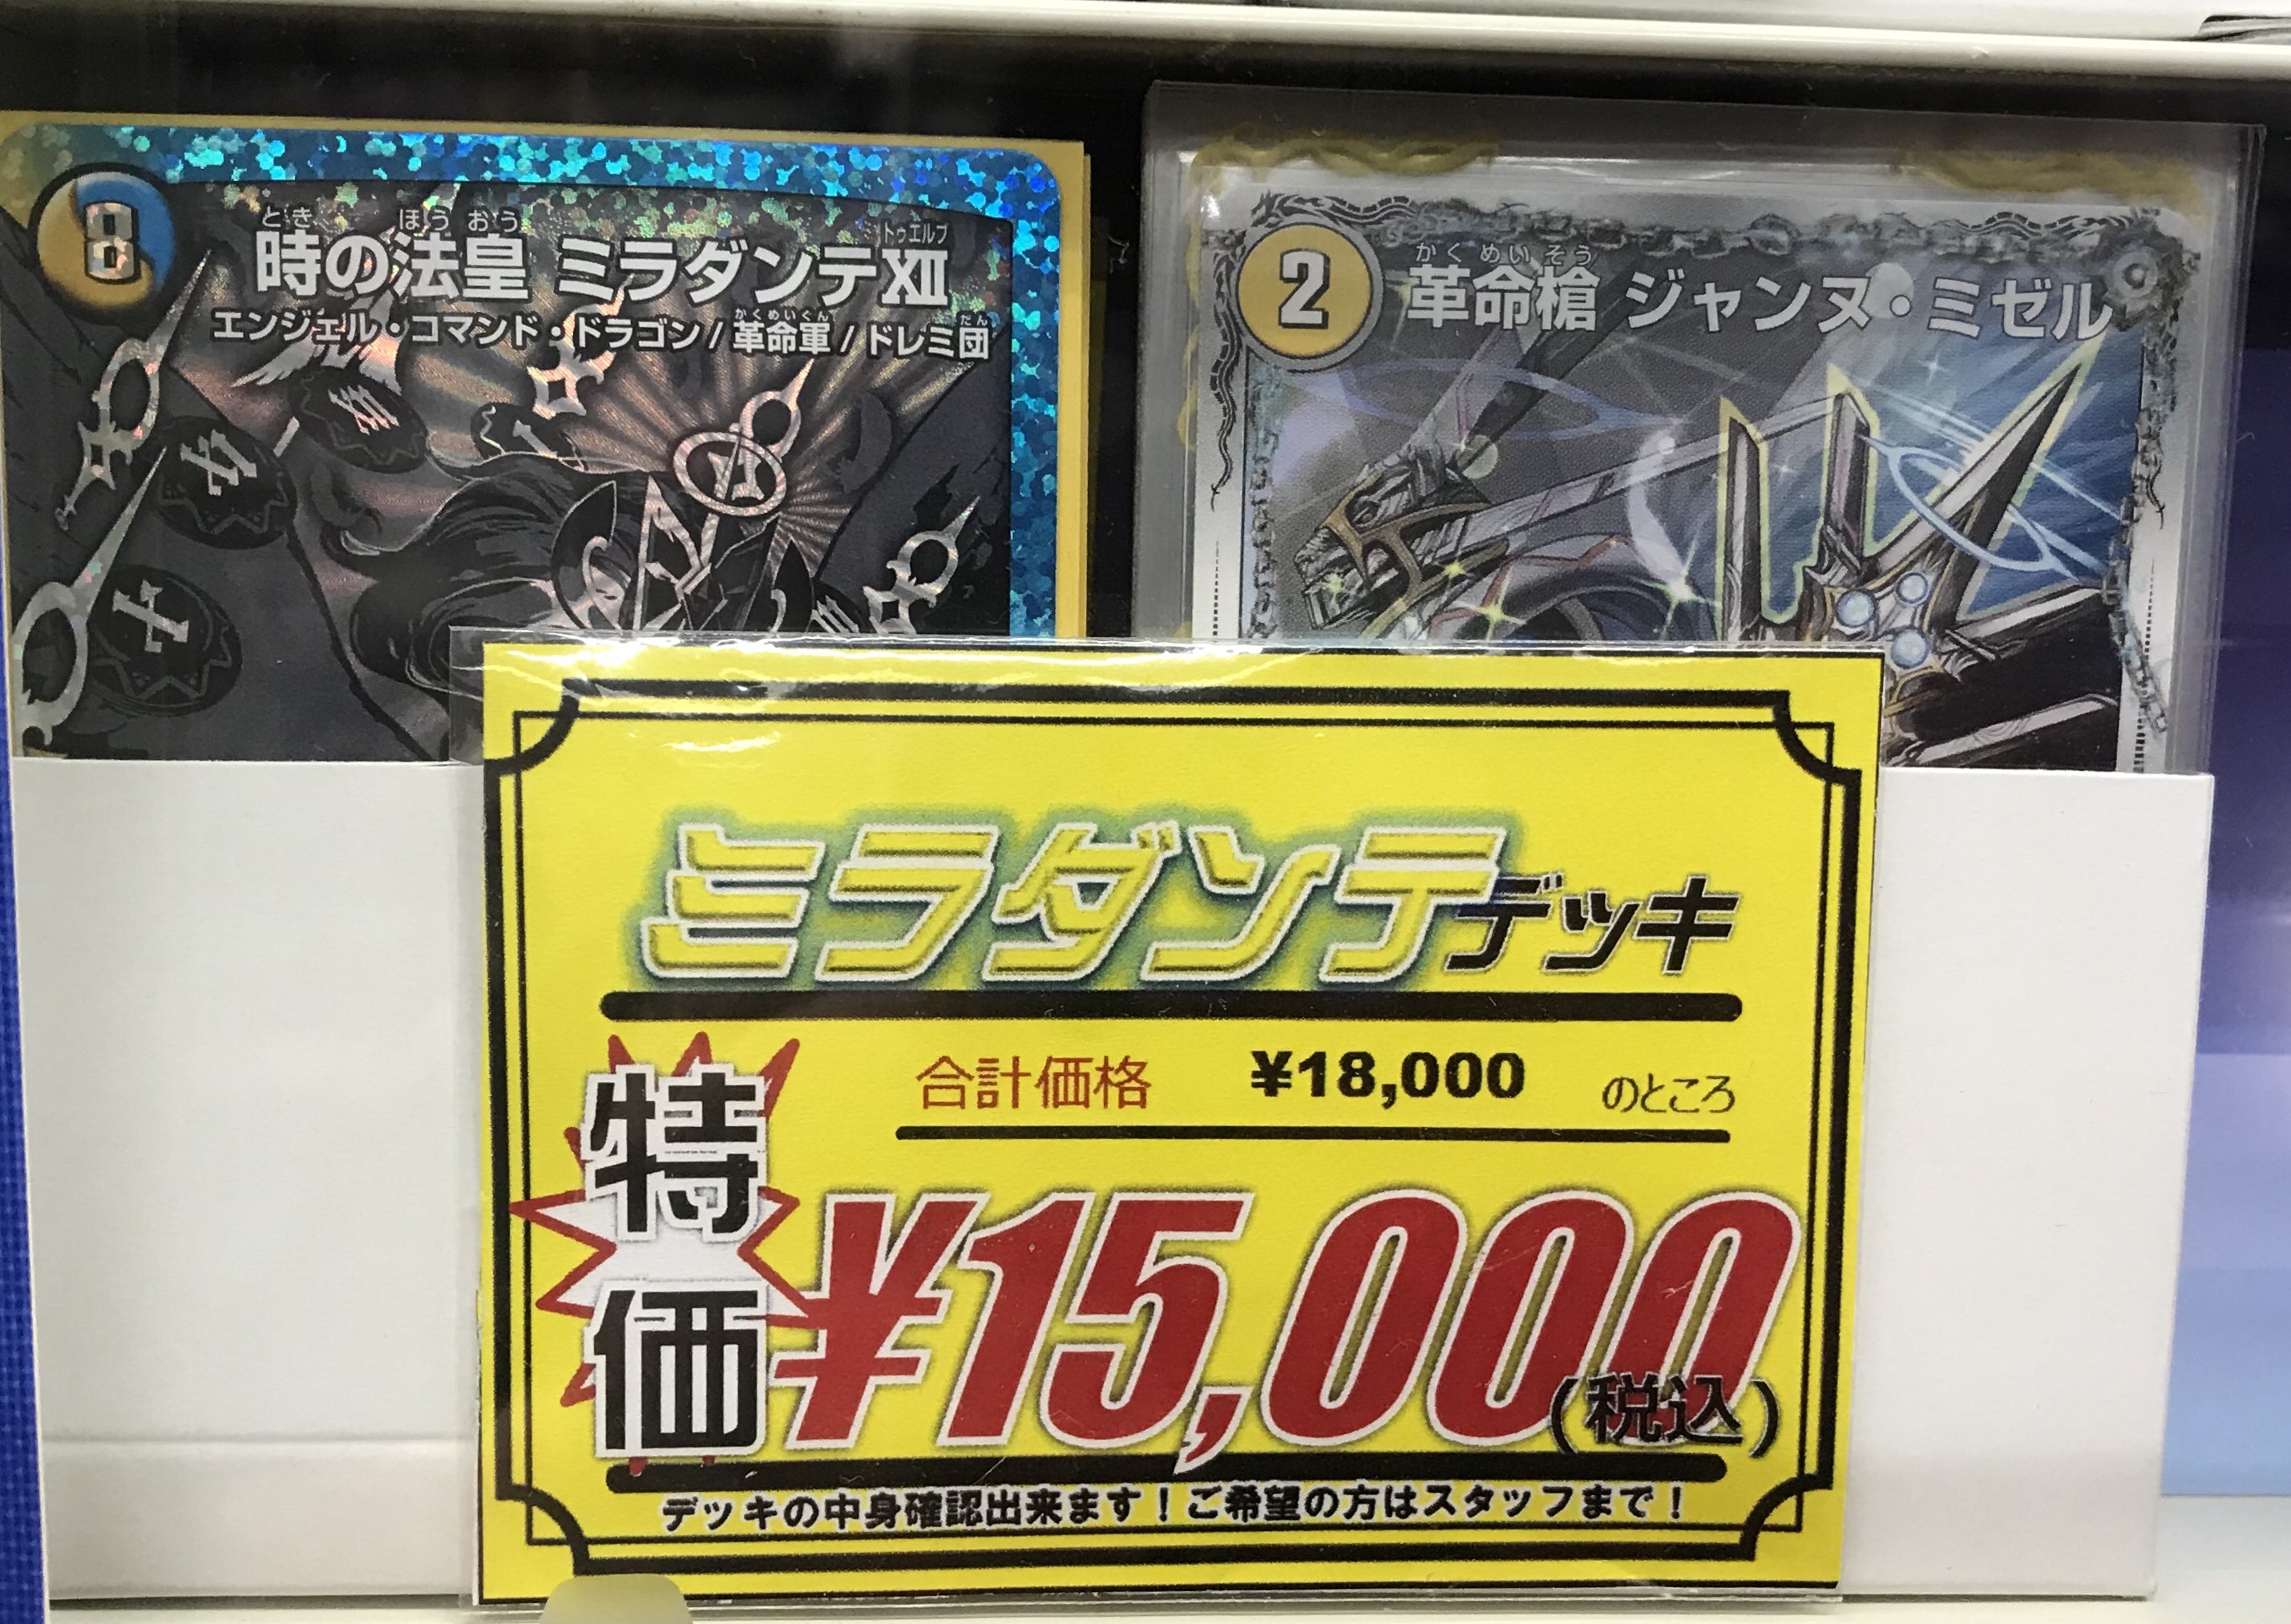 8
とき ほう おう トゥエルブ
時の法皇 ミラダンテⅫ
かくめいぐん だん
エンジェル・コマンド・ドラゴン/革命軍/ドレミ団
2
かくめいそう
革命槍 ジャンヌ・ミゼル
ミラダンテデッキ
合計価格 ¥18,000 のところ
特価
¥15,000
(税込)
デッキの中身確認出来ます！ご希望の方はスタッフまで！